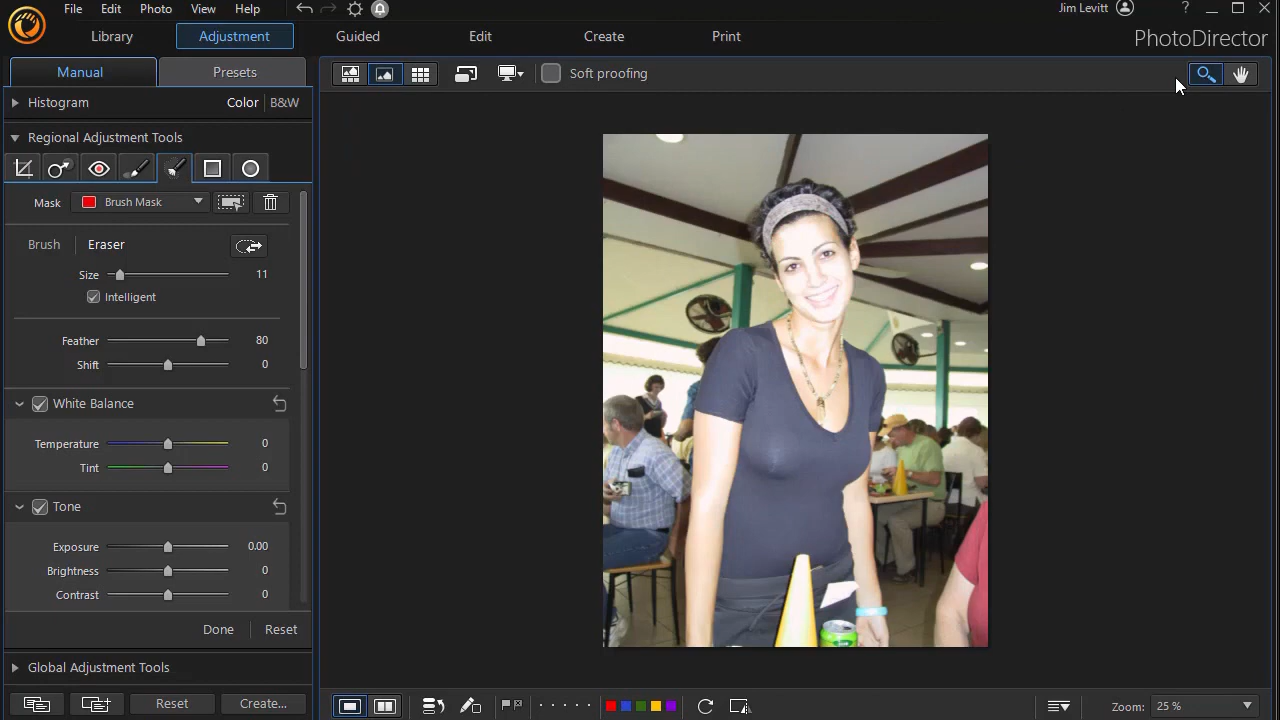 File Edit Photo View Help
Jim Levitt ?
Library Adjustment Guided Edit Create Print
PhotoDirector
Manual Presets
Soft proofing
Histogram Color B&W
Regional Adjustment Tools
Mask Brush Mask
Brush Eraser
Size 11
Intelligent
Feather 80
Shift 0
White Balance
Temperature 0
Tint 0
Tone
Exposure 0.00
Brightness 0
Contrast 0
Done Reset
Global Adjustment Tools
Reset Create...
Zoom: 25 %